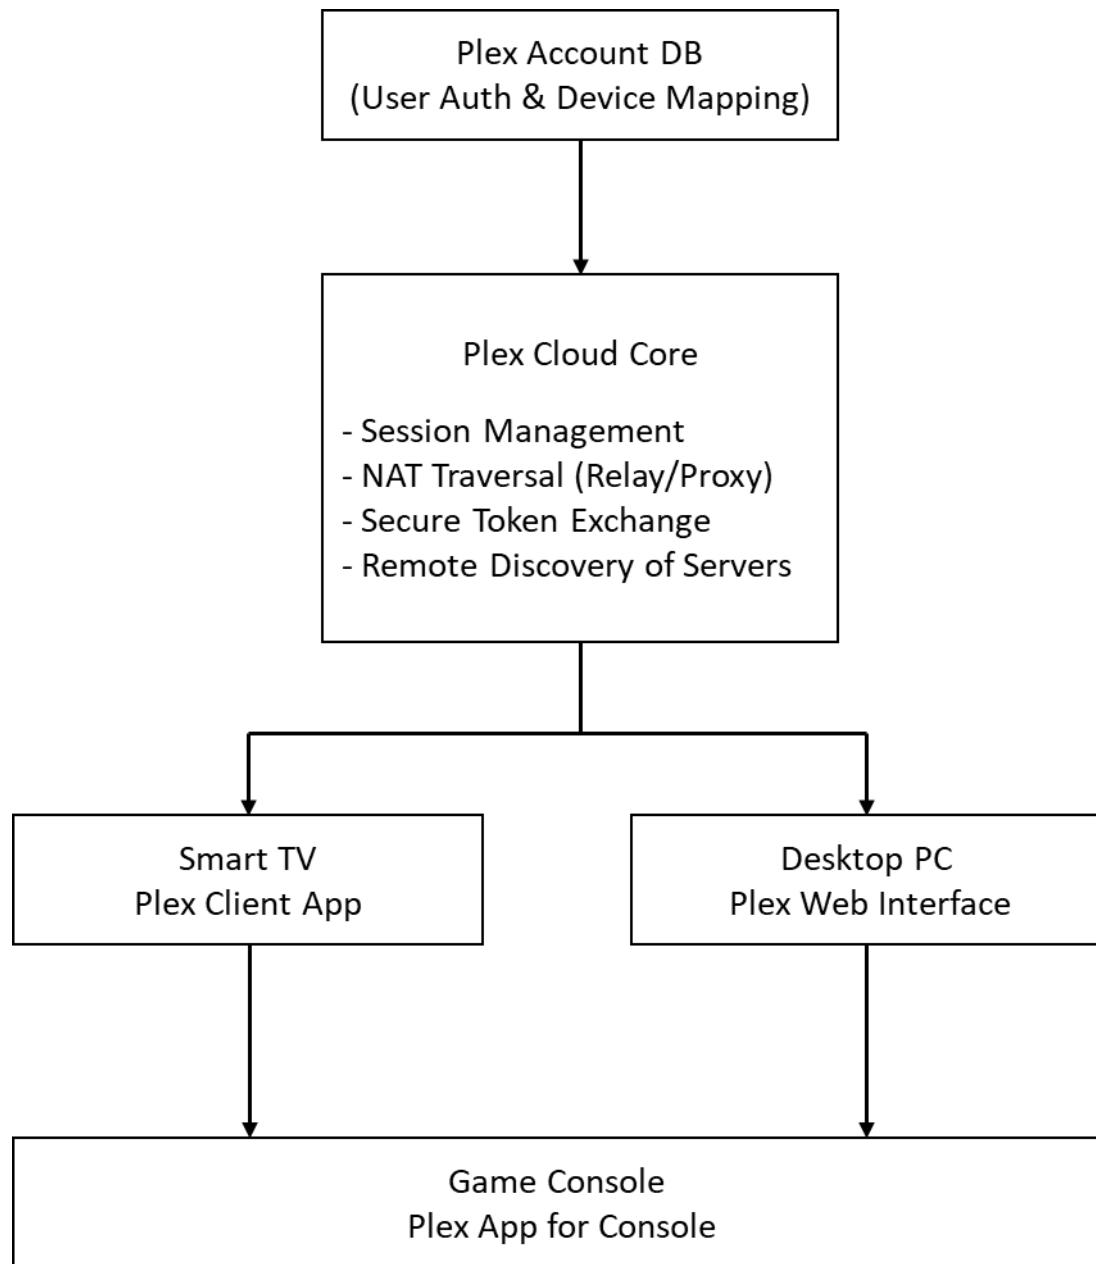 Plex Account DB
(User Auth & Device Mapping)
Plex Cloud Core
- Session Management
- NAT Traversal (Relay/Proxy)
- Secure Token Exchange
- Remote Discovery of Servers
Smart TV
Plex Client App
Desktop PC
Plex Web Interface
Game Console
Plex App for Console